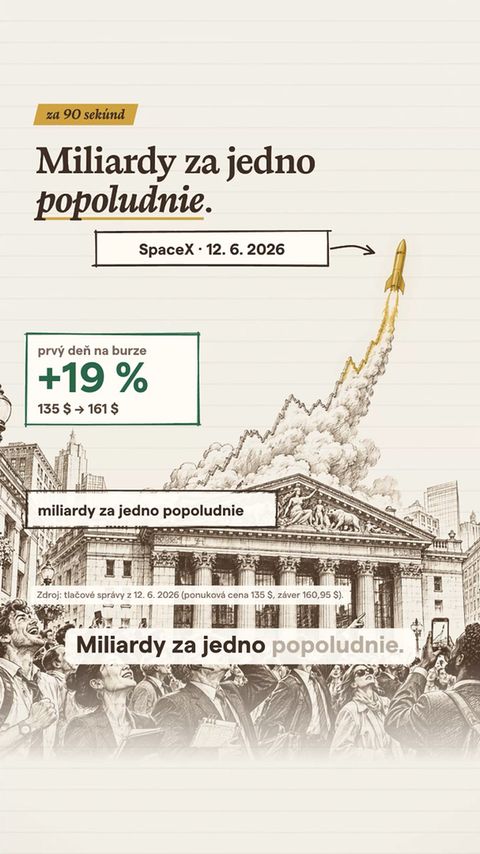 za 90 sekúnd
Miliardy za jedno
popoludnie.
SpaceX · 12. 6. 2026
prvý deň na burze
+19 %
135 $ → 161 $
miliardy za jedno popoludnie
Zdroj: tlačové správy z 12. 6. 2026 (ponuková cena 135 $, záver 160,95 $).
Miliardy za jedno popoludnie.